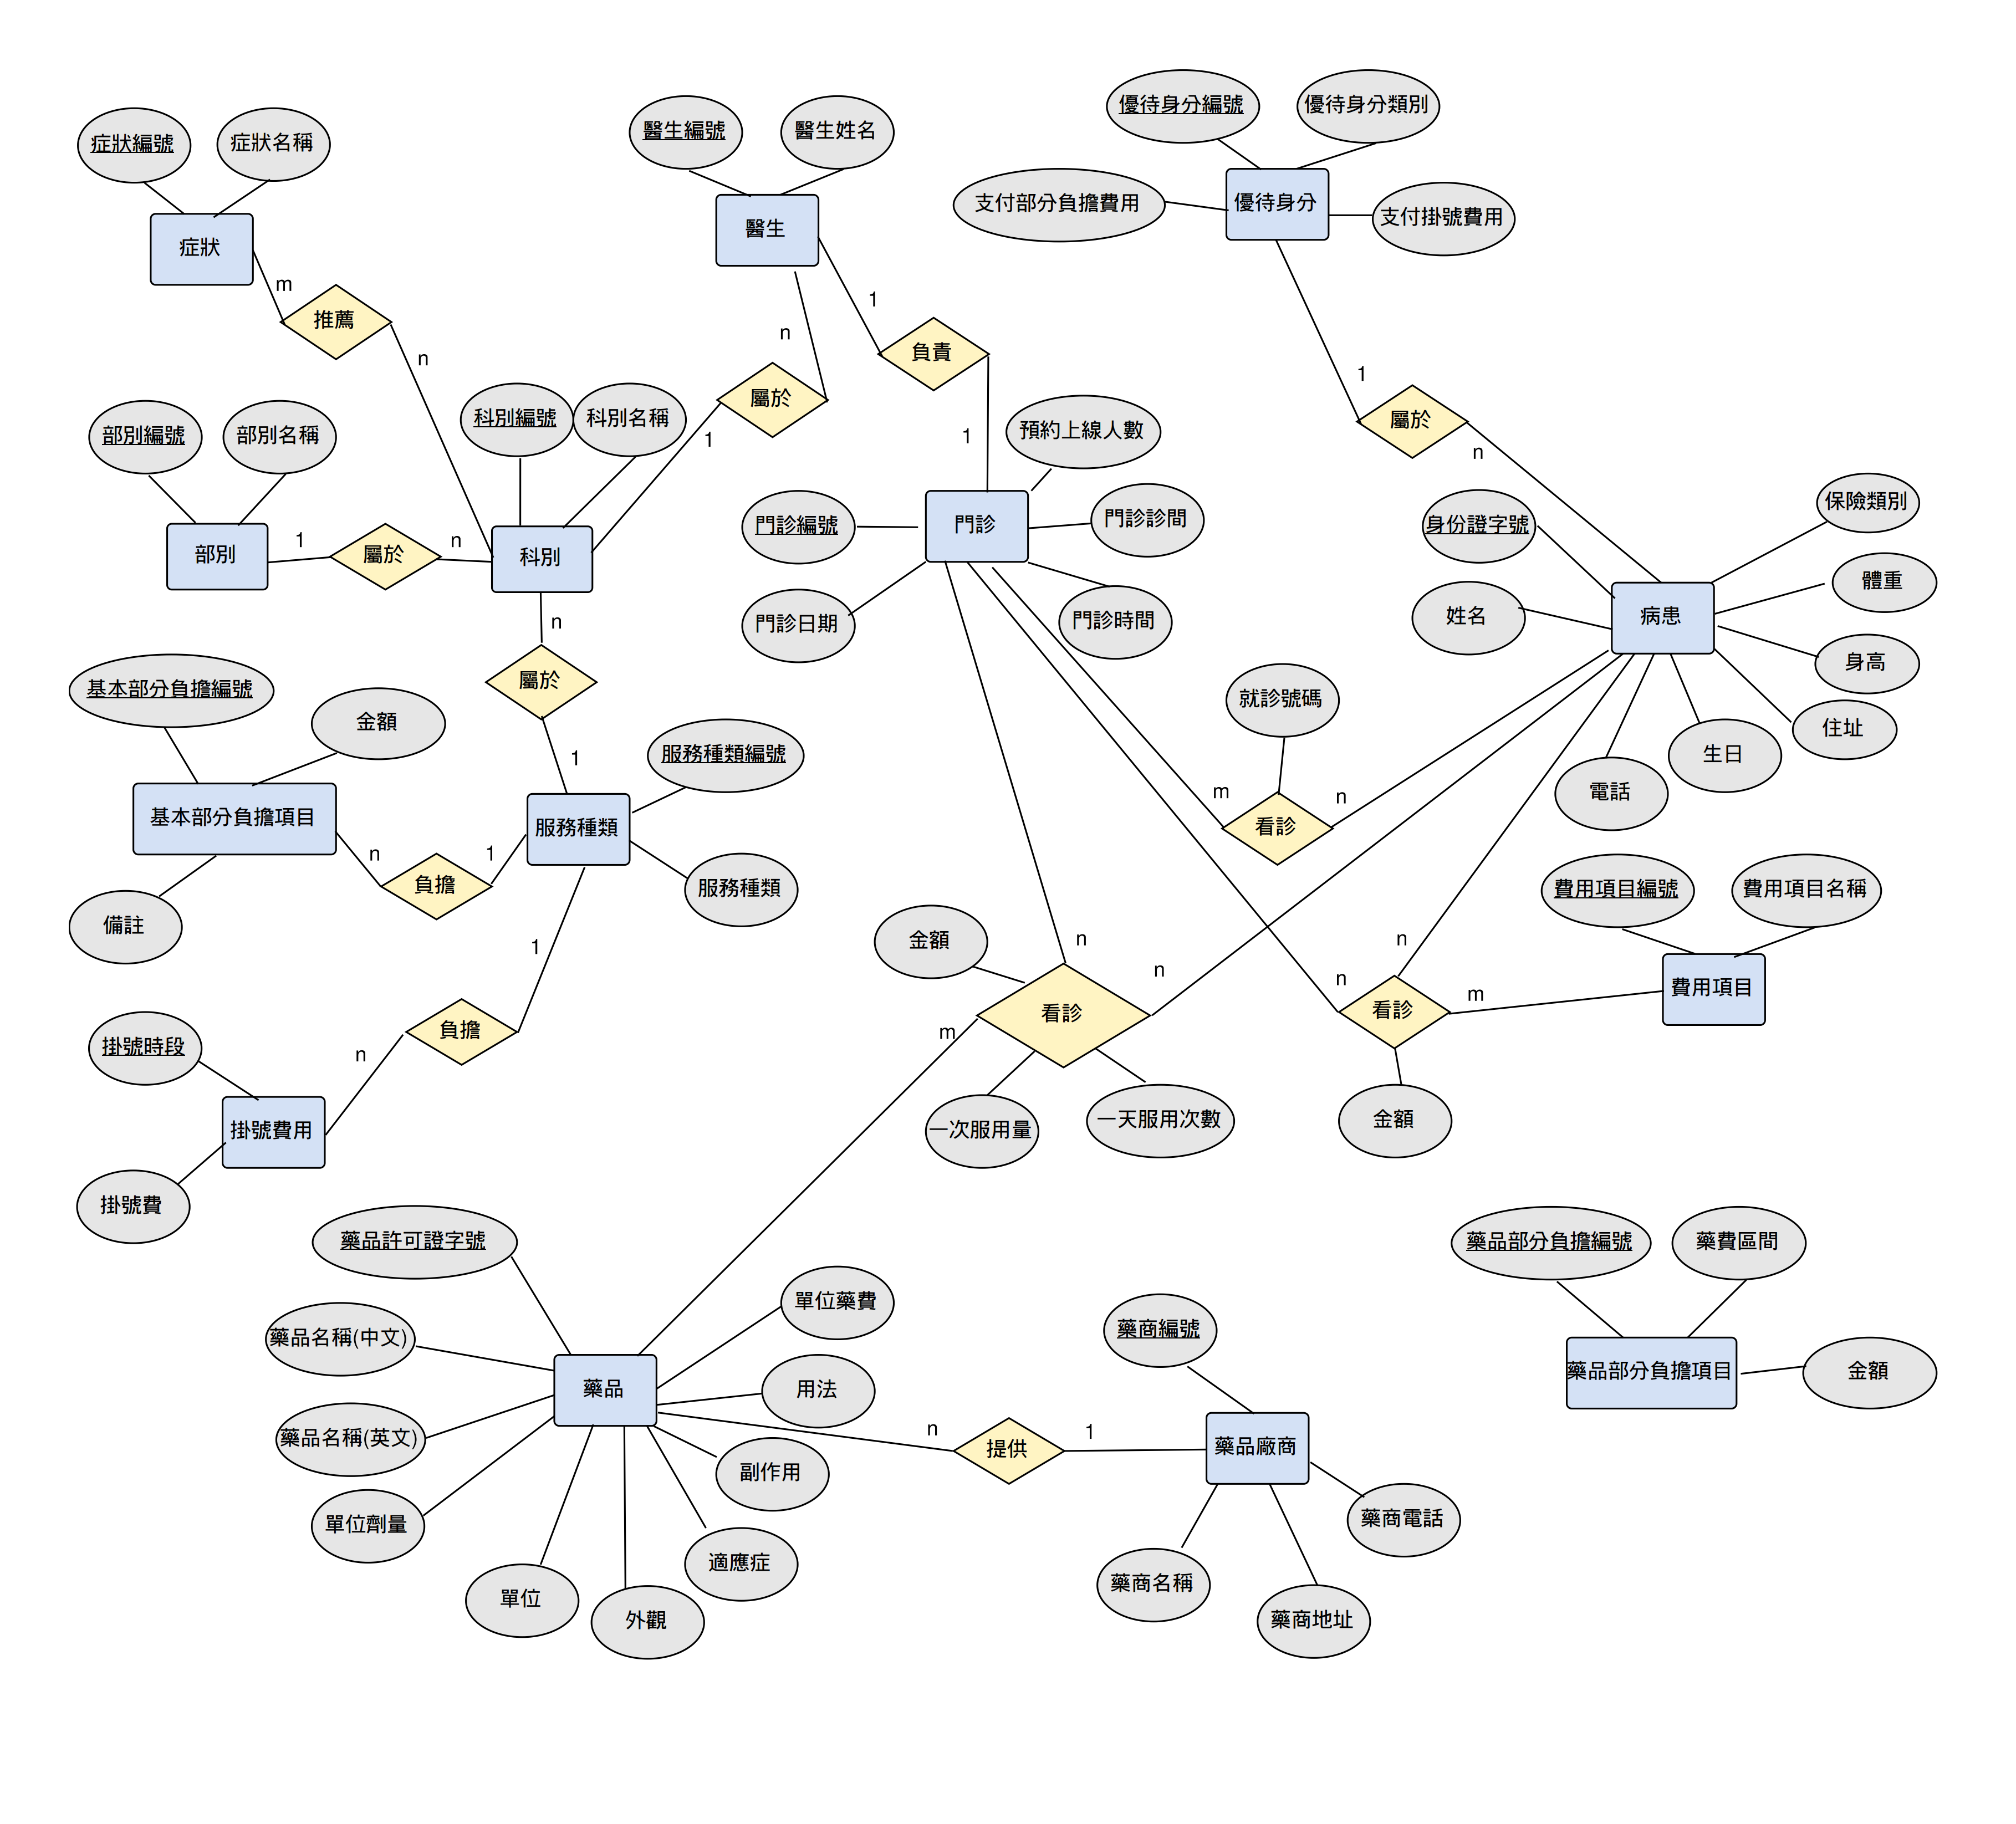 優待身分編號
優待身分類別
症狀編號
症狀名稱
醫生編號
醫生姓名
支付部分負擔費用
優待身分
支付掛號費用
症狀
醫生
m
推薦
n
n
1
負責
1
屬於
1
1
屬於
n
部別編號
部別名稱
科別編號
科別名稱
預約上線人數
門診編號
門診
門診診間
身份證字號
保險類別
部別
1
屬於
n
科別
體重
門診日期
門診時間
姓名
病患
n
身高
屬於
基本部分負擔編號
金額
就診號碼
住址
生日
1
服務種類編號
電話
基本部分負擔項目
服務種類
m
看診
n
n
負擔
1
服務種類
費用項目編號
費用項目名稱
備註
金額
1
n
n
n
n
m
費用項目
看診
看診
m
掛號時段
負擔
n
掛號費用
一次服用量
一天服用次數
金額
掛號費
藥品許可證字號
藥品部分負擔編號
藥費區間
藥品名稱(中文)
單位藥費
藥商編號
藥品
用法
藥品部分負擔項目
金額
藥品名稱(英文)
n
提供
1
藥品廠商
副作用
單位劑量
藥商電話
適應症
藥商名稱
單位
外觀
藥商地址